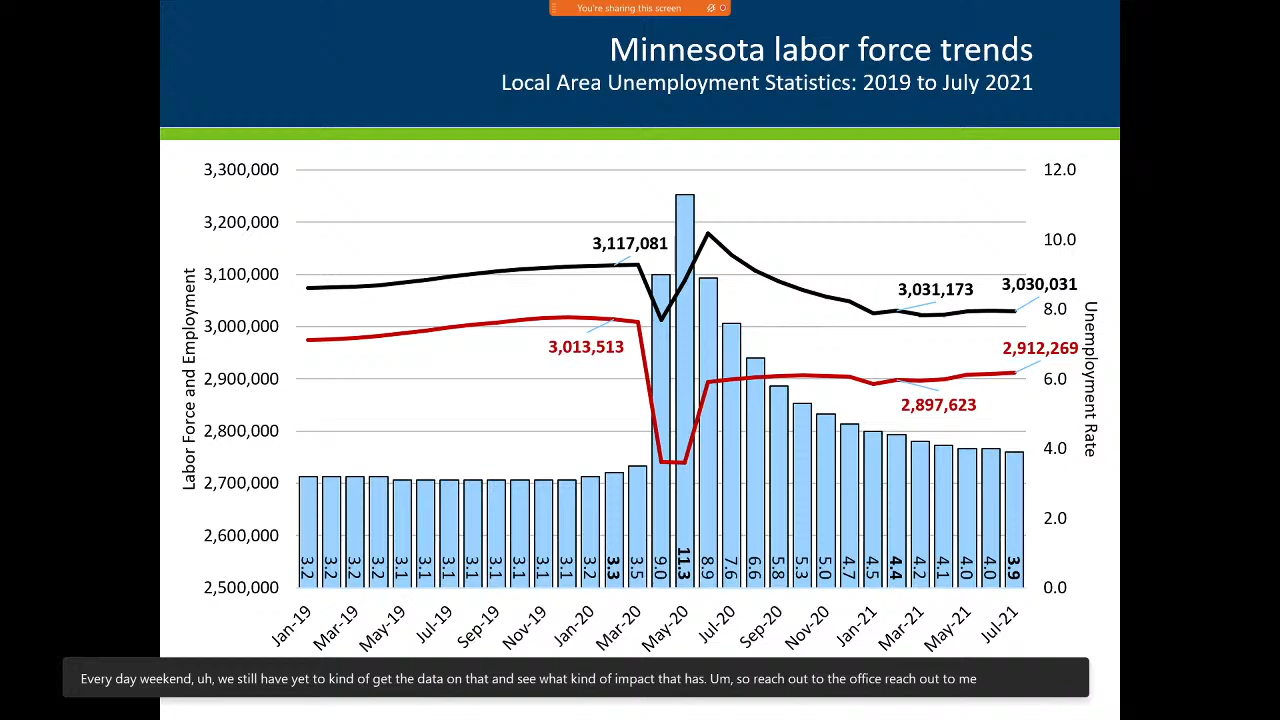 You're sharing this screen
Minnesota labor force trends
Local Area Unemployment Statistics: 2019 to July 2021
Labor Force and Employment
3,300,000
3,200,000
3,100,000
3,000,000
2,900,000
2,800,000
2,700,000
2,600,000
2,500,000
3,117,081
3,013,513
3,031,173
3,030,031
2,912,269
2,897,623
12.0
10.0
8.0
6.0
4.0
2.0
0.0
Unemployment Rate
3.2
3.2
3.2
3.2
3.1
3.1
3.1
3.1
3.1
3.1
3.1
3.1
3.2
3.3
3.5
9.0
11.3
8.9
7.6
6.6
5.8
5.3
5.0
4.7
4.5
4.4
4.2
4.1
4.0
4.0
3.9
Jan-19
Mar-19
May-19
Jul-19
Sep-19
Nov-19
Jan-20
Mar-20
May-20
Jul-20
Sep-20
Nov-20
Jan-21
Mar-21
May-21
Jul-21
Every day weekend, uh, we still have yet to kind of get the data on that and see what kind of impact that has. Um, so reach out to the office reach out to me